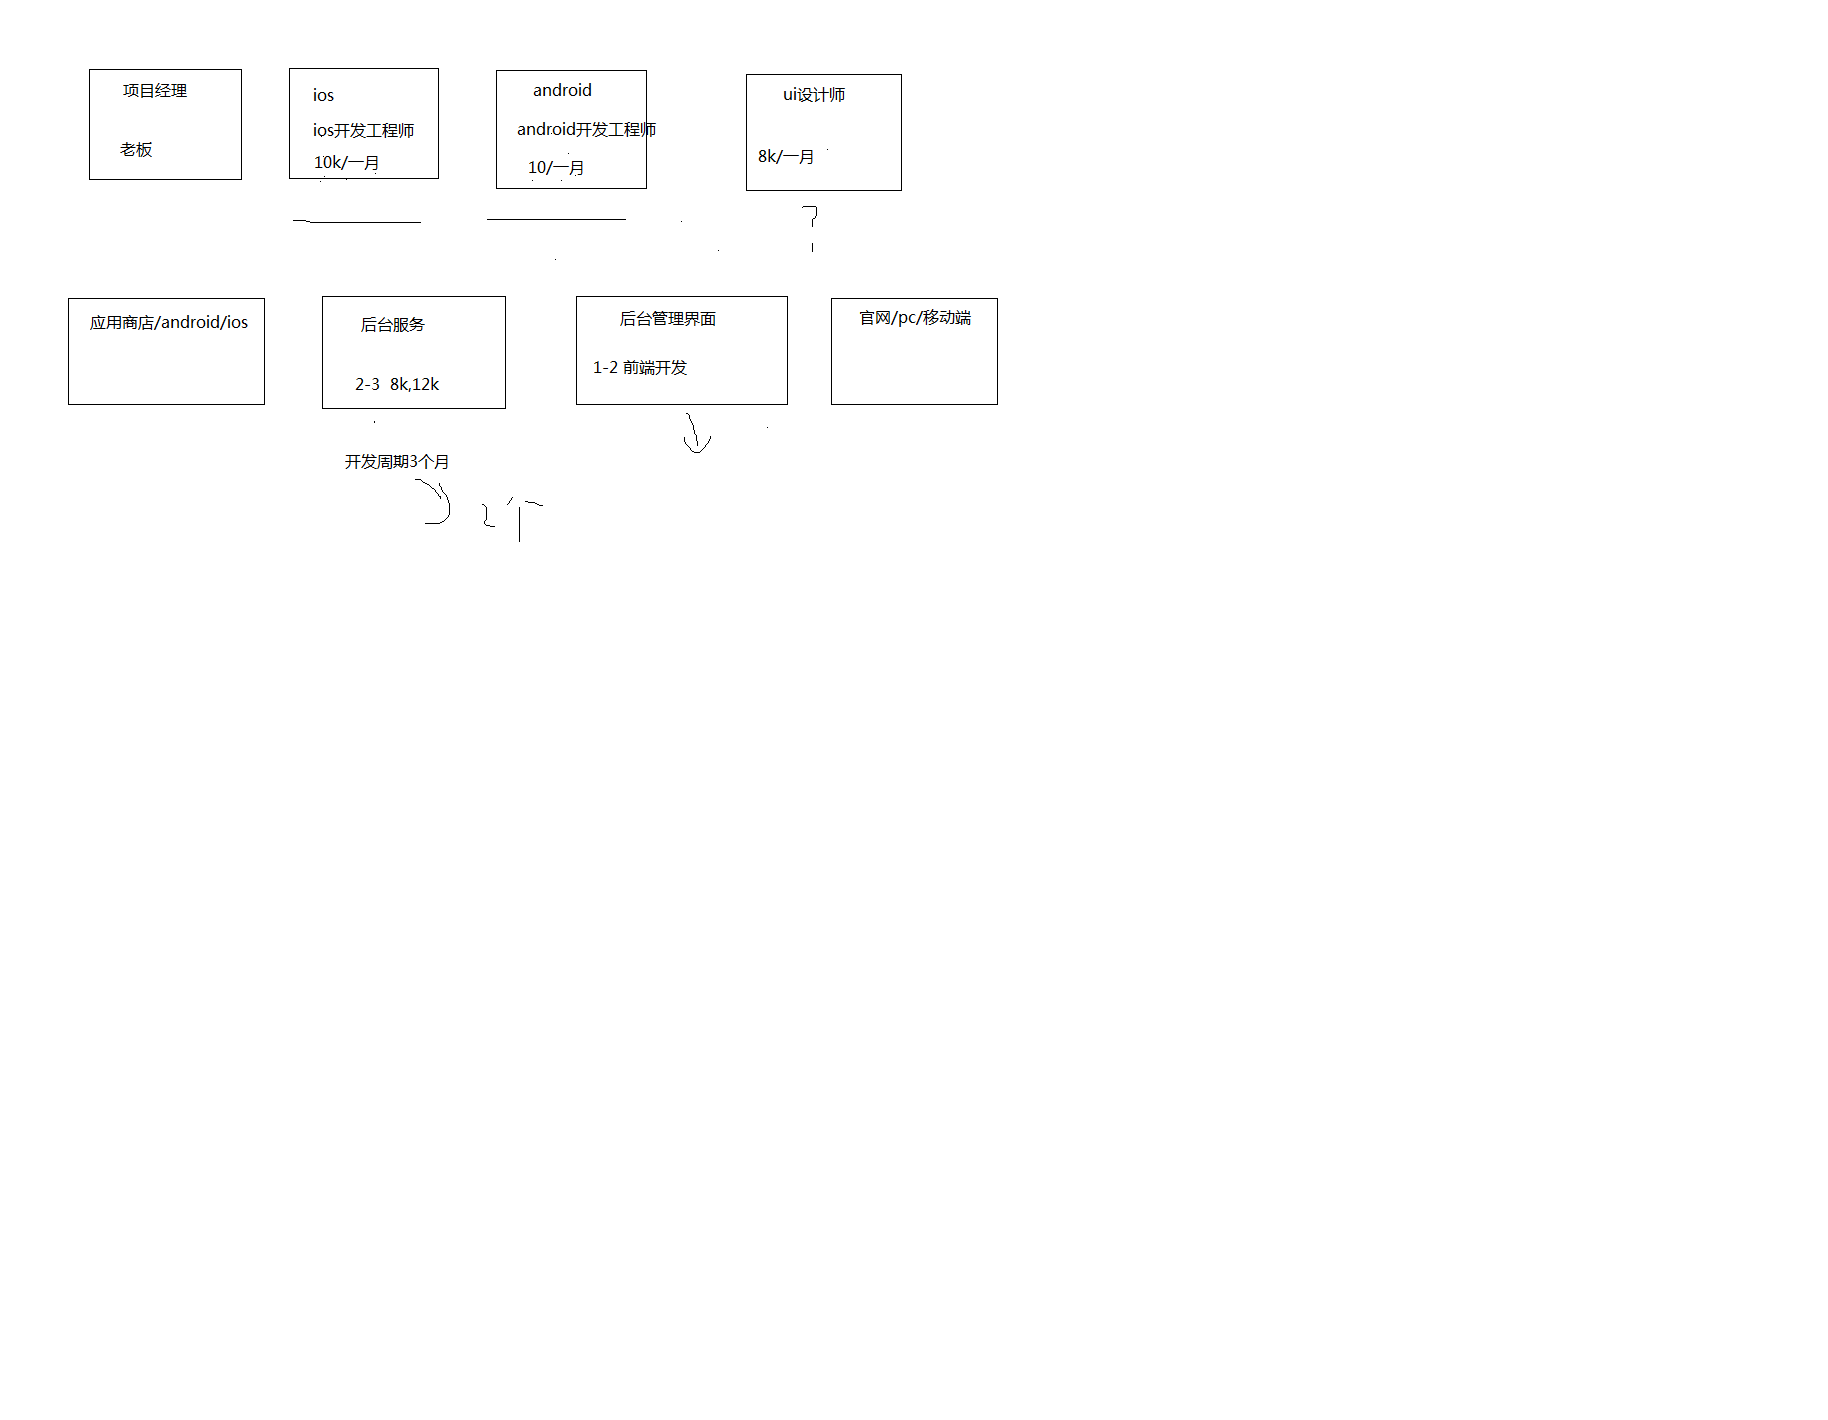 项目经理
老板
ios
ios开发工程师
10k/一月
android
android开发工程师
10/一月
ui设计师
8k/一月
?
应用商店/android/ios
后台服务
2-3  8k,12k
后台管理界面
1-2 前端开发
官网/pc/移动端
开发周期3个月
2个